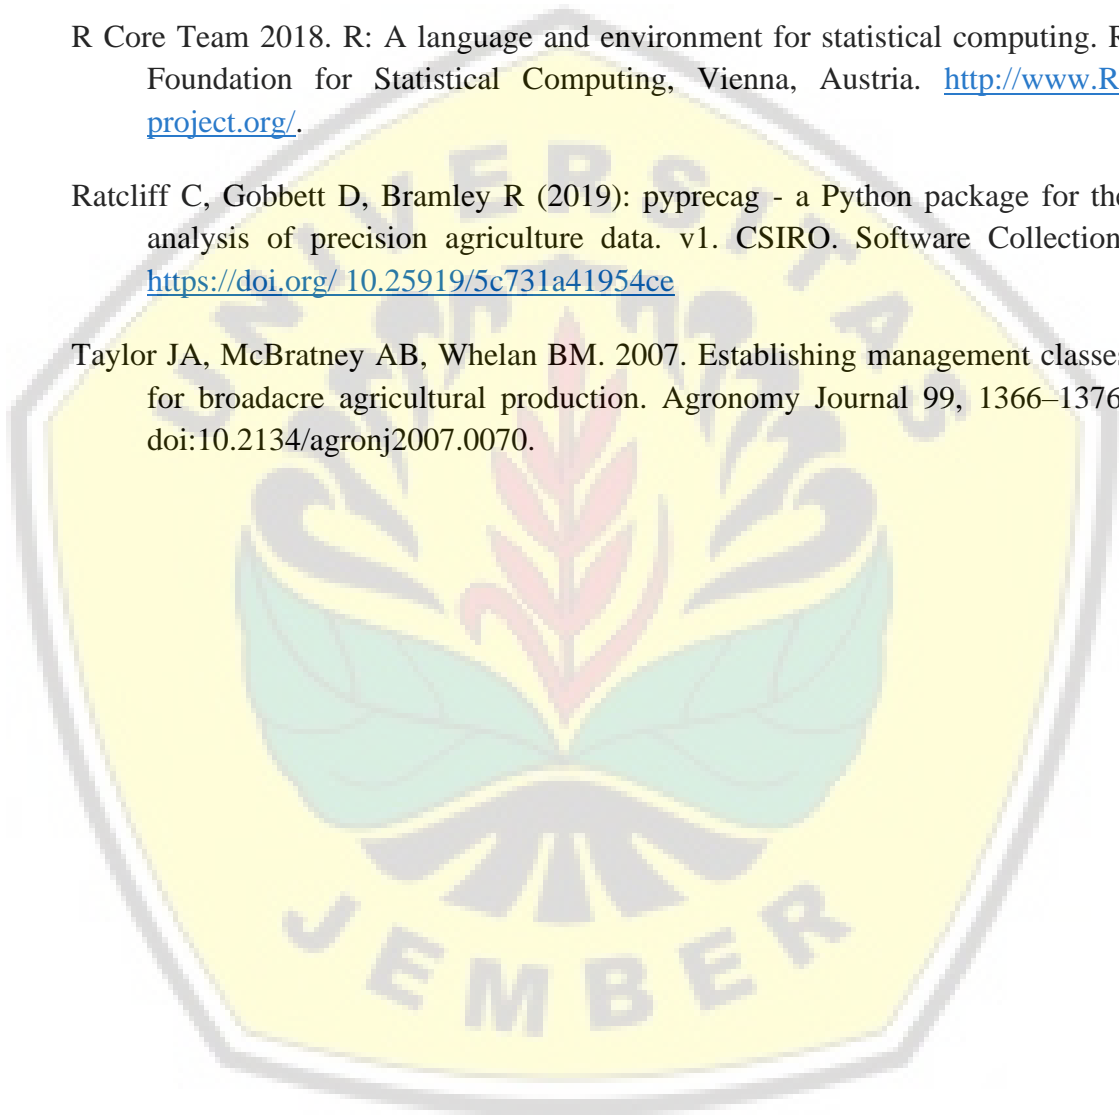 R Core Team 2018. R: A language and environment for statistical computing. R
Foundation for Statistical Computing, Vienna, Austria. http://www.R
project.org/.
Ratcliff C, Gobbett D, Bramley R (2019): pyprecag - a Python package for the
analysis of precision agriculture data. v1. CSIRO. Software Collection
https://doi.org/ 10.25919/5c731a41954ce
Taylor JA, McBratney AB, Whelan BM. 2007. Establishing management classes
for broadacre agricultural production. Agronomy Journal 99, 1366–1376
doi:10.2134/agronj2007.0070.
UNIVERSITAS
JEMBER